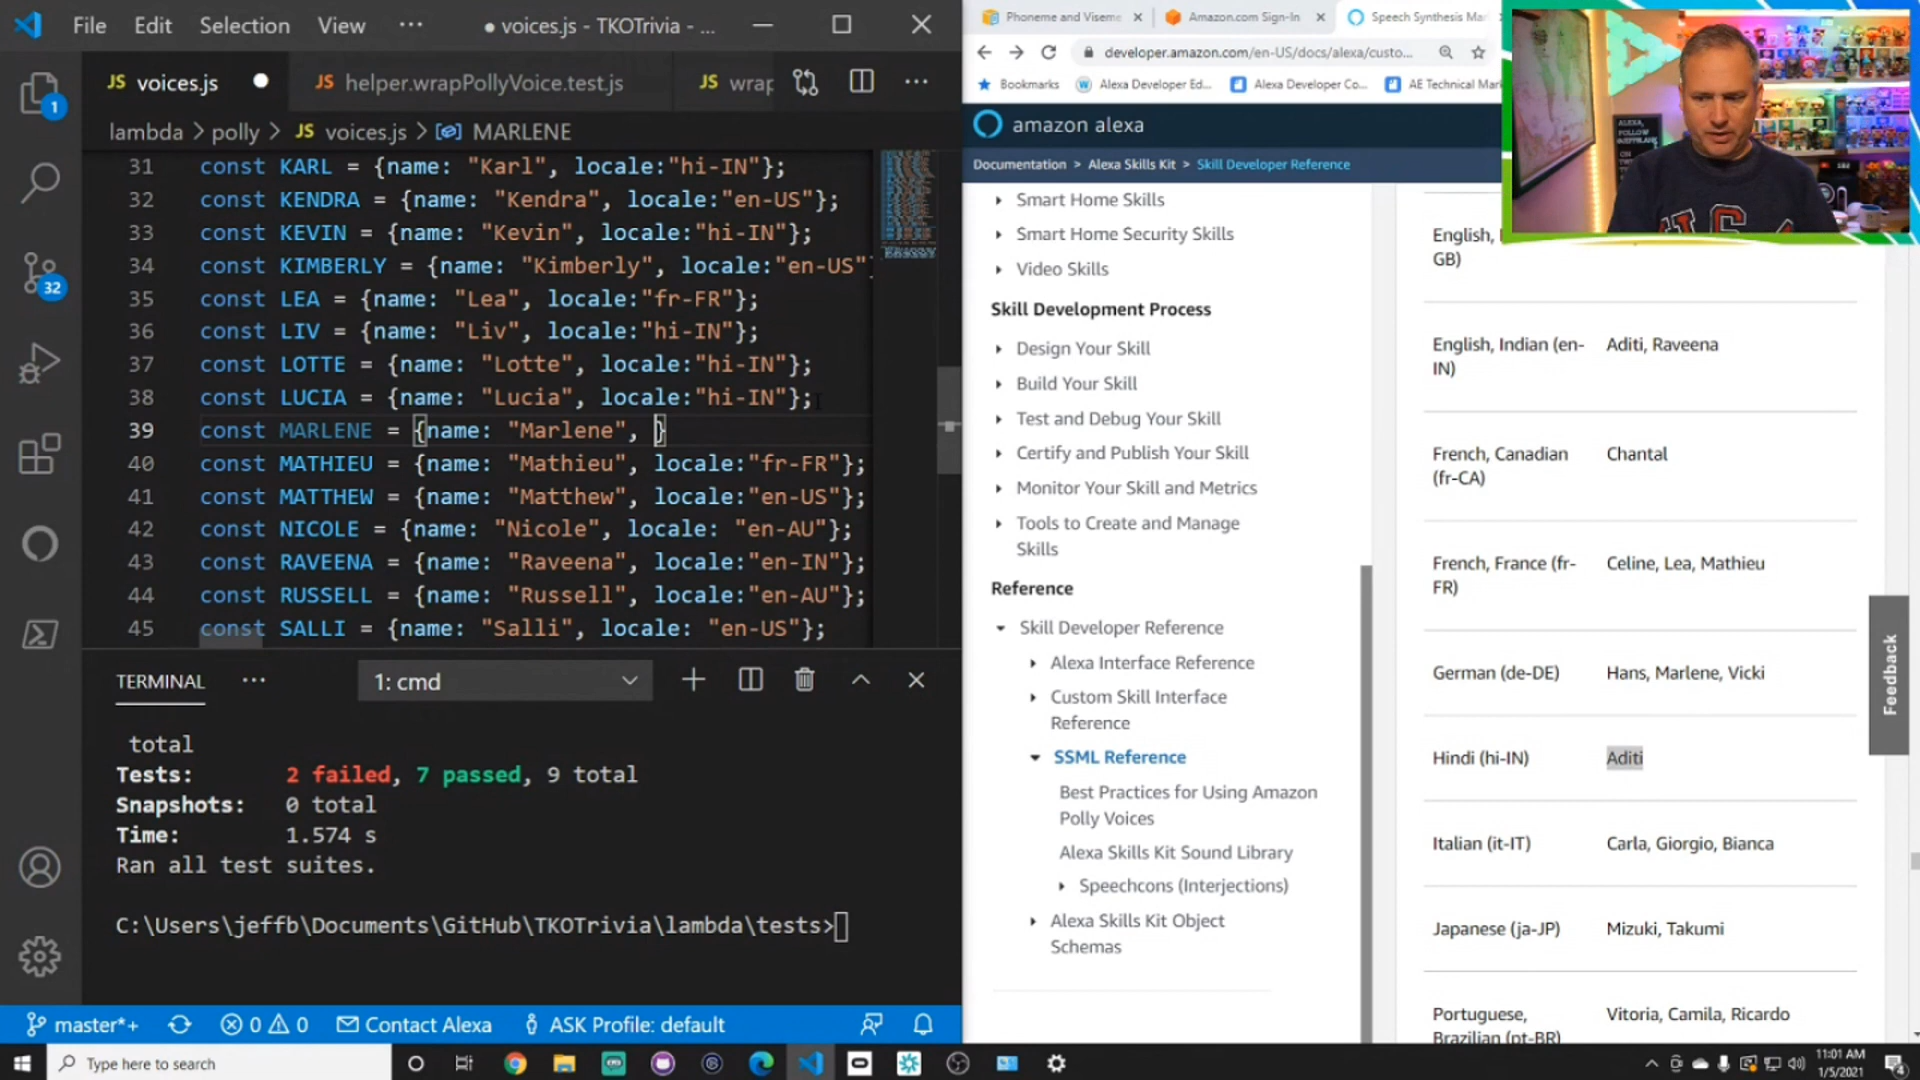 File Edit Selection View ··· ● voices.js - TKOTrivia - ...
JS voices.js ● JS helper.wrapPollyVoice.test.js JS wrap
lambda > polly > JS voices.js > MARLENE
31 const KARL = {name: "Karl", locale:"hi-IN"};
32 const KENDRA = {name: "Kendra", locale:"en-US"};
33 const KEVIN = {name: "Kevin", locale:"hi-IN"};
34 const KIMBERLY = {name: "Kimberly", locale:"en-US"}
35 const LEA = {name: "Lea", locale:"fr-FR"};
36 const LIV = {name: "Liv", locale:"hi-IN"};
37 const LOTTE = {name: "Lotte", locale:"hi-IN"};
38 const LUCIA = {name: "Lucia", locale:"hi-IN"};
39 const MARLENE = {name: "Marlene", }
40 const MATHIEU = {name: "Mathieu", locale:"fr-FR"};
41 const MATTHEW = {name: "Matthew", locale:"en-US"};
42 const NICOLE = {name: "Nicole", locale: "en-AU"};
43 const RAVEENA = {name: "Raveena", locale:"en-IN"};
44 const RUSSELL = {name: "Russell", locale:"en-AU"};
45 const SALLI = {name: "Salli", locale: "en-US"};
1
32
TERMINAL ··· 1: cmd
total
Tests: 2 failed, 7 passed, 9 total
Snapshots: 0 total
Time: 1.574 s
Ran all test suites.
C:\Users\jeffb\Documents\GitHub\TKOTrivia\lambda\tests>
master*+ 0 0 Contact Alexa ASK Profile: default
Phoneme and Viseme Amazon.com Sign-In Speech Synthesis Ma
developer.amazon.com/en-US/docs/alexa/custo...
Bookmarks Alexa Developer Ed... Alexa Developer Co... AE Technical Mar
amazon alexa
Documentation > Alexa Skills Kit > Skill Developer Reference
Smart Home Skills
Smart Home Security Skills
Video Skills
Skill Development Process
Design Your Skill
Build Your Skill
Test and Debug Your Skill
Certify and Publish Your Skill
Monitor Your Skill and Metrics
Tools to Create and Manage
Skills
Reference
Skill Developer Reference
Alexa Interface Reference
Custom Skill Interface
Reference
SSML Reference
Best Practices for Using Amazon
Polly Voices
Alexa Skills Kit Sound Library
Speechcons (Interjections)
Alexa Skills Kit Object
Schemas
English,
GB)
English, Indian (en-
IN)
Aditi, Raveena
French, Canadian
(fr-CA)
Chantal
French, France (fr-
FR)
Celine, Lea, Mathieu
German (de-DE) Hans, Marlene, Vicki
Hindi (hi-IN) Aditi
Italian (it-IT) Carla, Giorgio, Bianca
Japanese (ja-JP) Mizuki, Takumi
Portuguese,
Brazilian (pt-BR)
Vitoria, Camila, Ricardo
Feedback
ALEXA,
FOLLOW
Type here to search
11:01 AM
1/5/2021
4